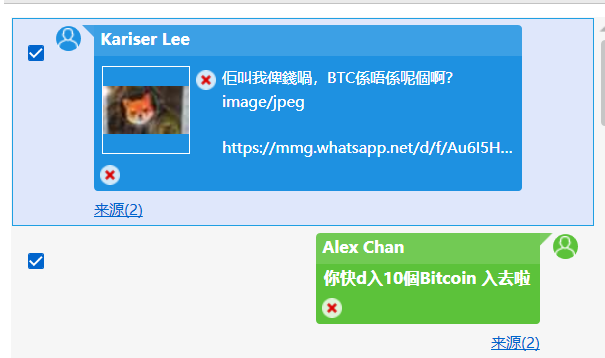 Kariser Lee
佢叫我俾錢喎，BTC係唔係呢個啊？
image/jpeg
https://mmg.whatsapp.net/d/f/Au6I5H...
来源(2)
Alex Chan
你快d入10個Bitcoin 入去啦
来源(2)